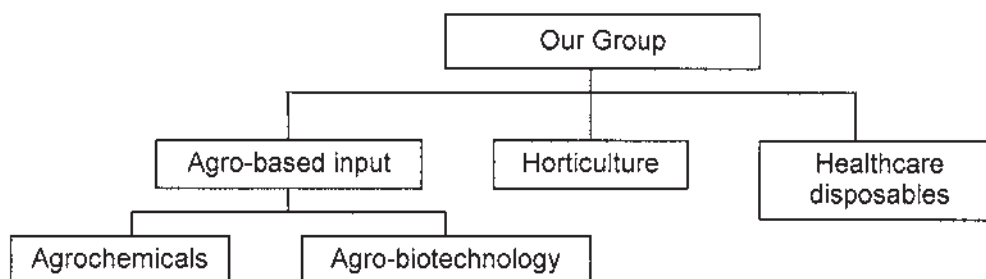 Our Group
Agro-based input
Horticulture
Healthcare
disposables
Agrochemicals
Agro-biotechnology